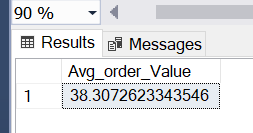 90 %
Results Messages
Avg_order_Value
1 38.3072623343546